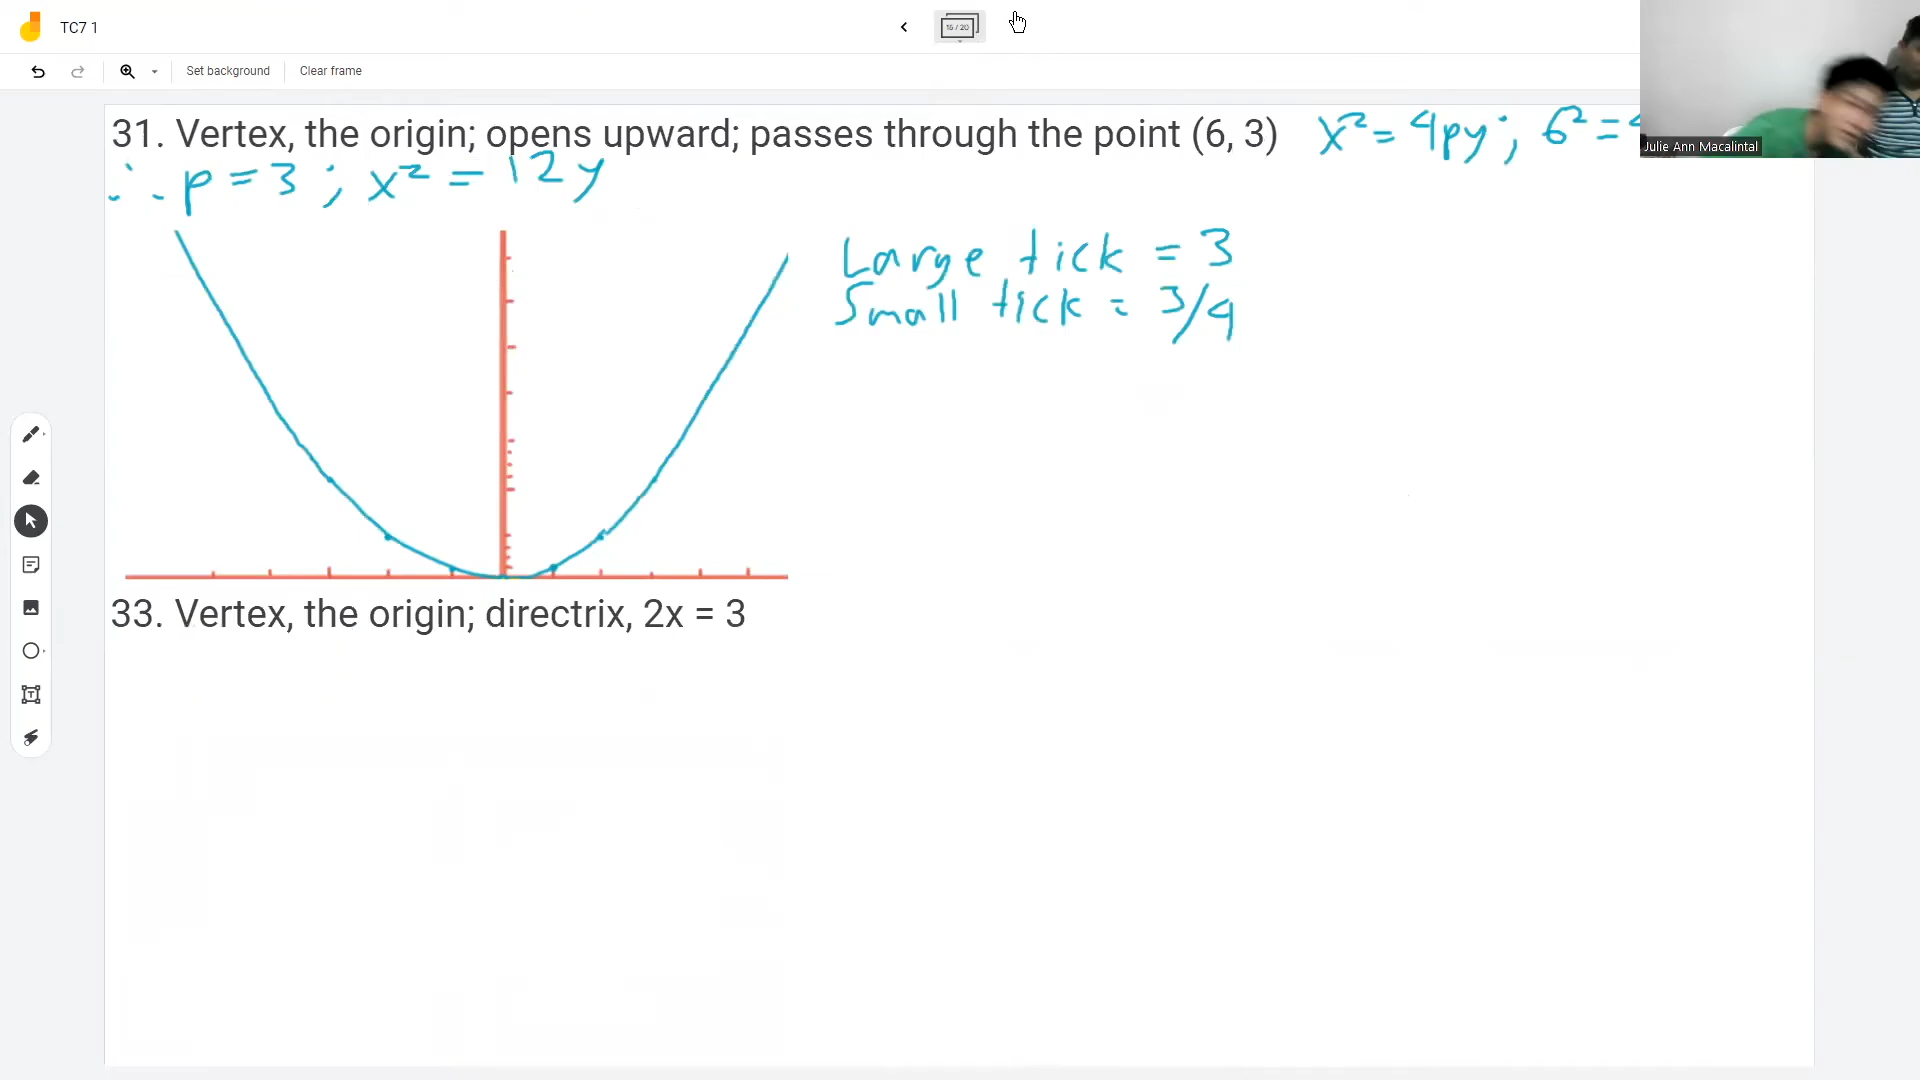 TC7 1
15 / 20
Set background Clear frame
Julie Ann Macalintal
31. Vertex, the origin; opens upward; passes through the point (6, 3) x² = 4py; 6² =
∴ p = 3; x² = 12y
Large tick = 3
Small tick = 3/4
33. Vertex, the origin; directrix, 2x = 3